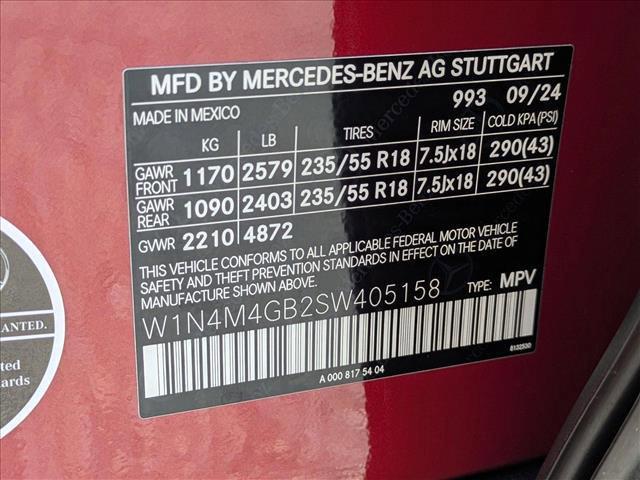 MFD BY MERCEDES-BENZ AG STUTTGART
MADE IN MEXICO 993 09/24
KG LB TIRES RIM SIZE COLD KPA(PSI)
GAWR FRONT 1170 2579 235/55 R18 7.5Jx18 290(43)
GAWR REAR 1090 2403 235/55 R18 7.5Jx18 290(43)
GVWR 2210 4872
THIS VEHICLE CONFORMS TO ALL APPLICABLE FEDERAL MOTOR VEHICLE
SAFETY AND THEFT PREVENTION STANDARDS IN EFFECT ON THE DATE OF
MANUFACTURE SHOWN ABOVE.
TYPE: MPV
W1N4M4GB2SW405158
8132530
A 000 817 54 04
ANTED.
ted
ndards